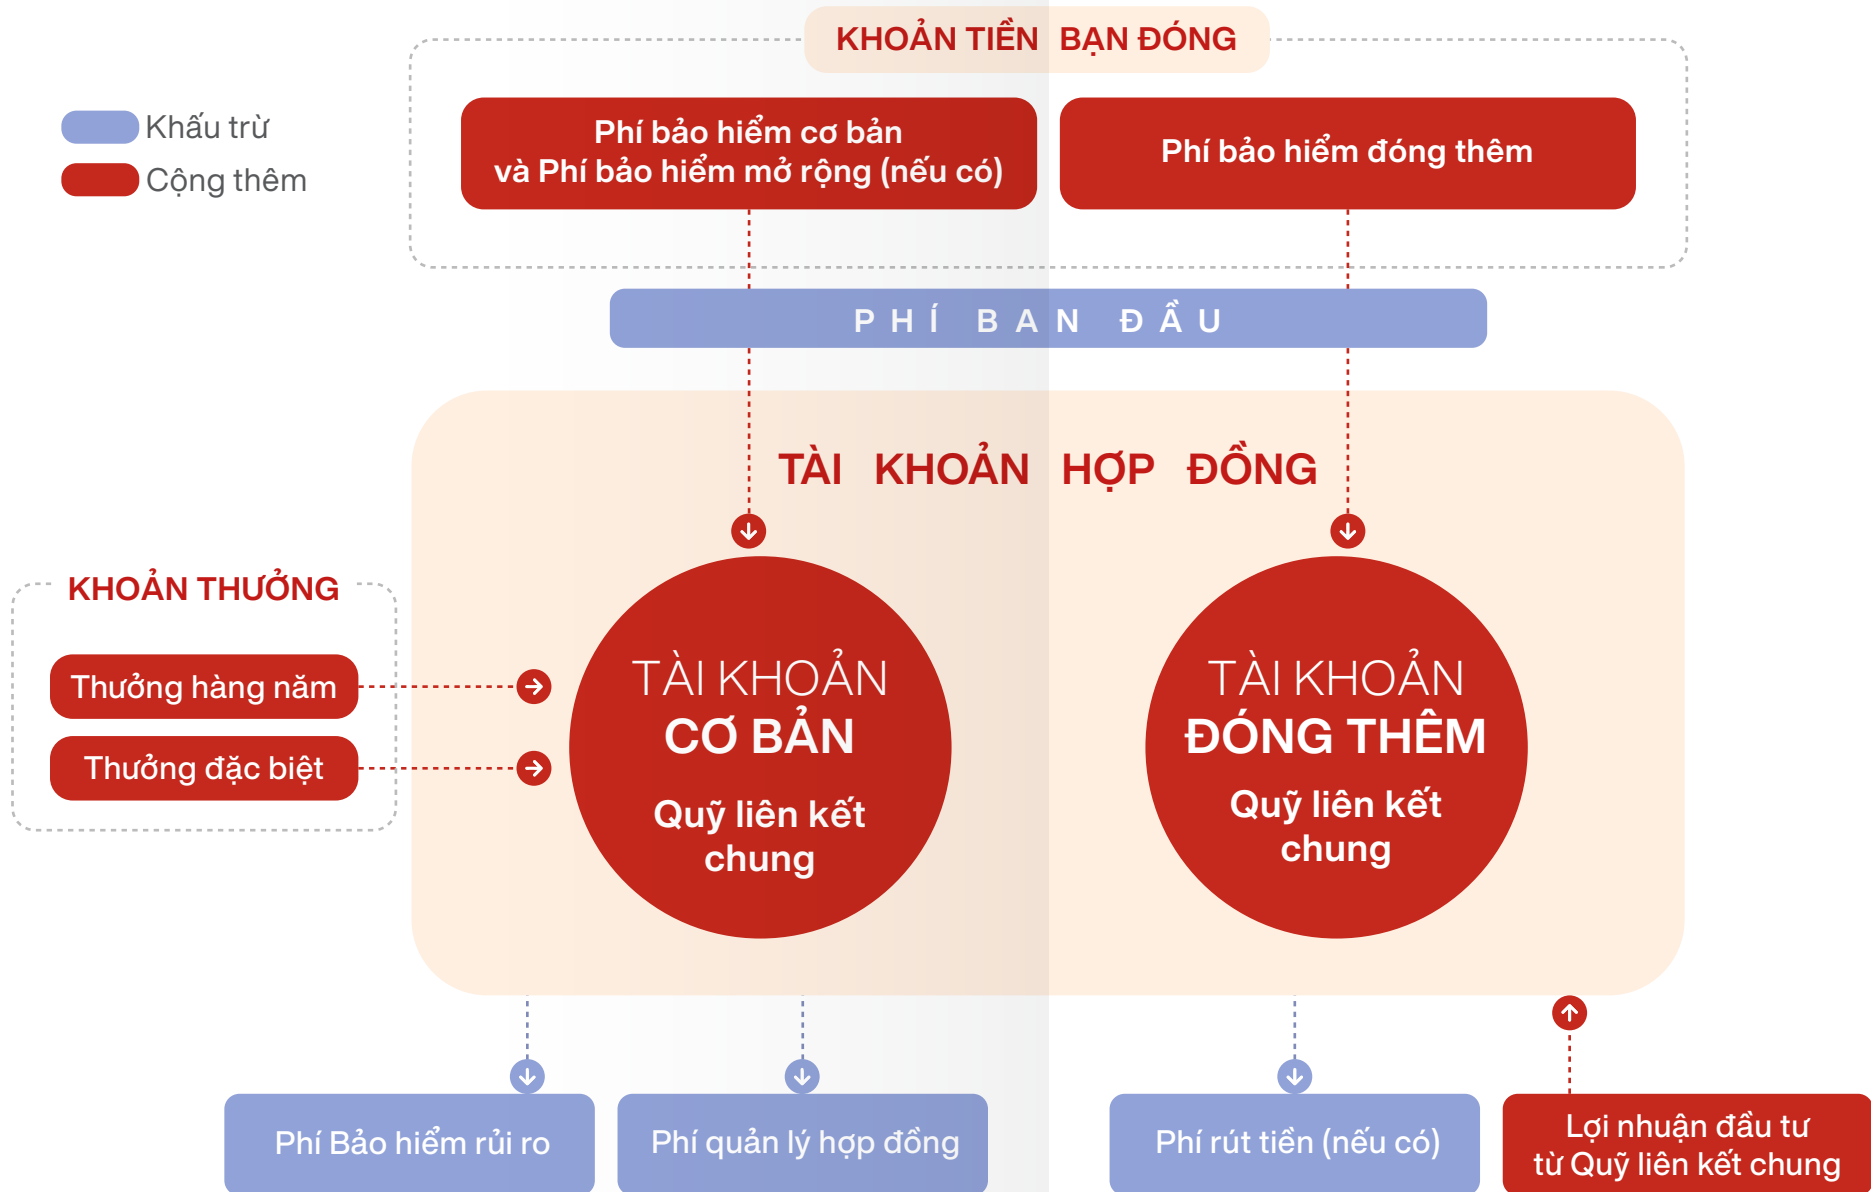 KHOẢN TIỀN BẠN ĐÓNG
Khấu trừ
Cộng thêm
Phí bảo hiểm cơ bản
và Phí bảo hiểm mở rộng (nếu có)
Phí bảo hiểm đóng thêm
PHÍ BAN ĐẦU
TÀI KHOẢN HỢP ĐỒNG
KHOẢN THƯỞNG
Thưởng hàng năm
Thưởng đặc biệt
TÀI KHOẢN
CƠ BẢN
Quỹ liên kết
chung
TÀI KHOẢN
ĐÓNG THÊM
Quỹ liên kết
chung
Phí Bảo hiểm rủi ro
Phí quản lý hợp đồng
Phí rút tiền (nếu có)
Lợi nhuận đầu tư
từ Quỹ liên kết chung